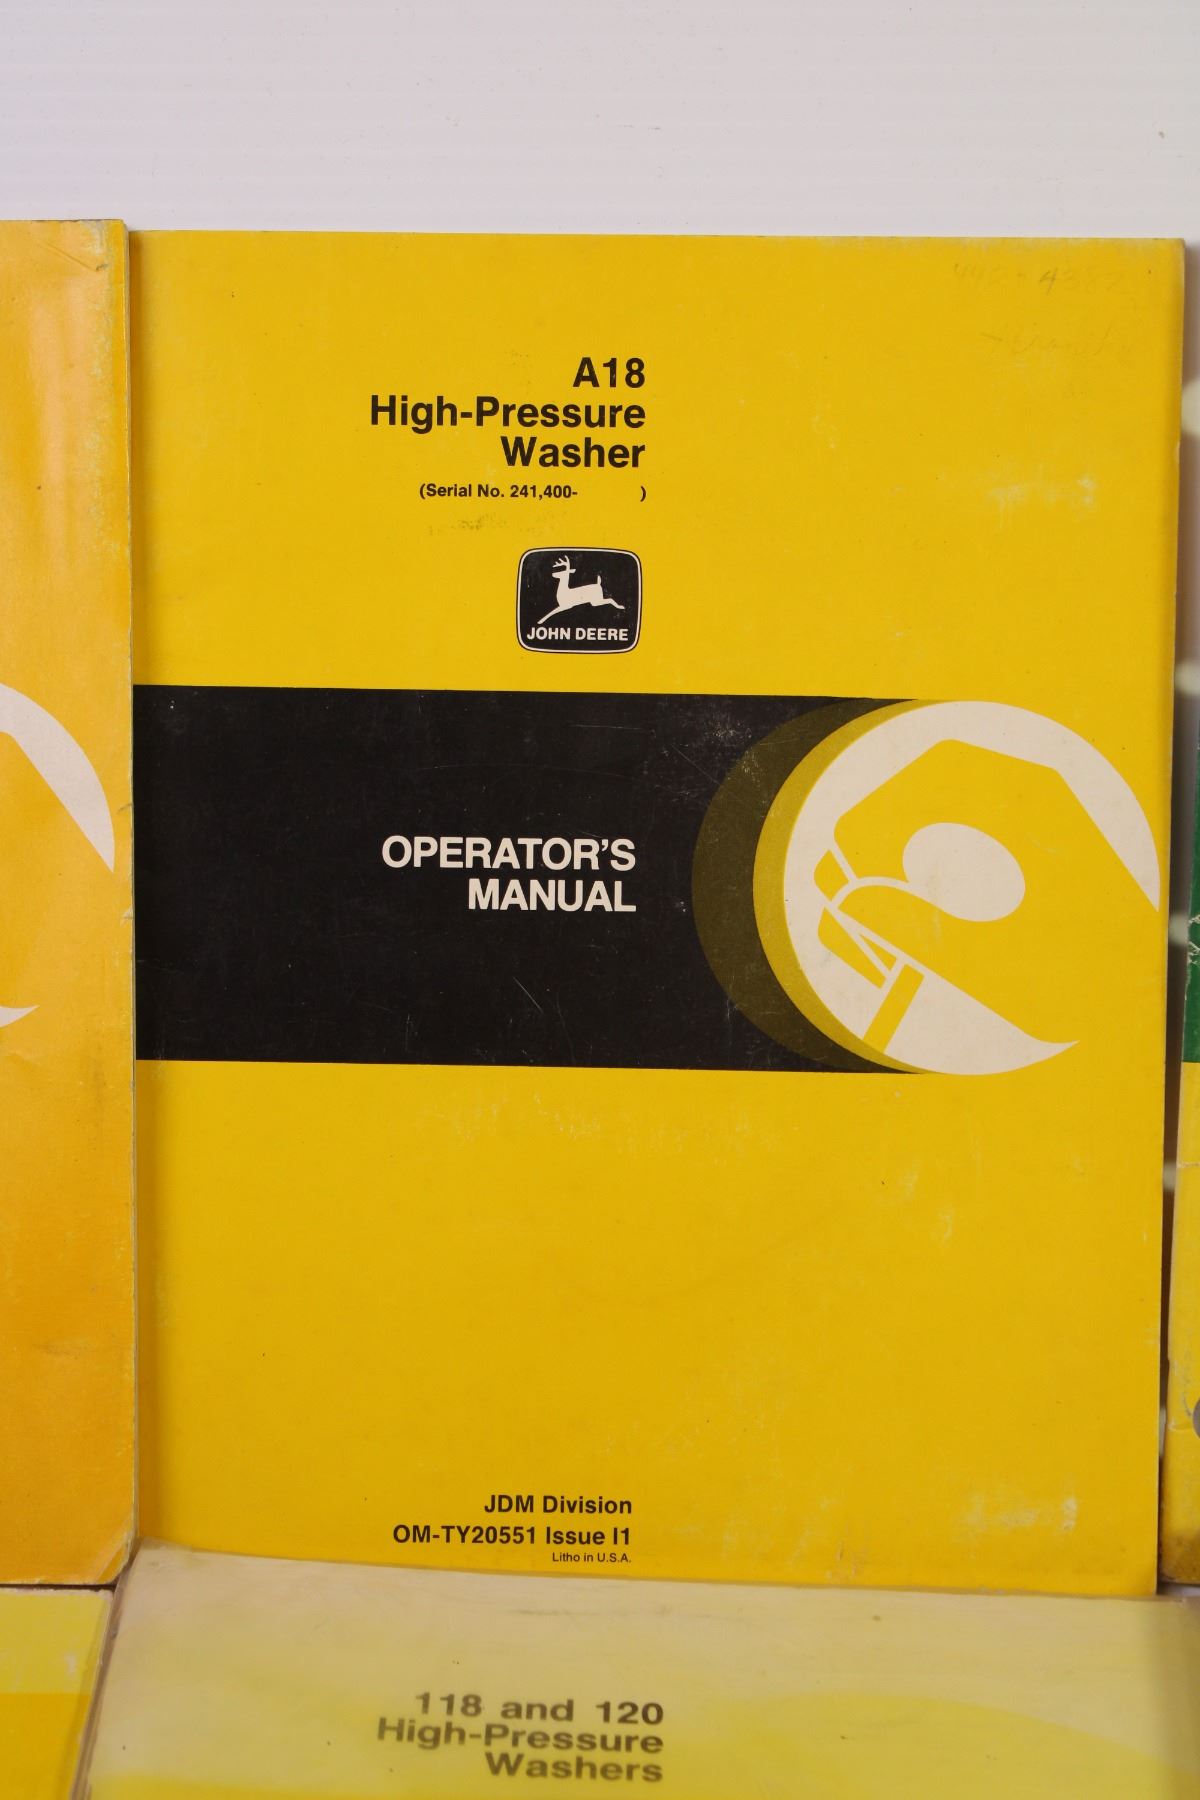 A18
High-Pressure
Washer
(Serial No. 241,400- )
JOHN DEERE
OPERATOR'S
MANUAL
JDM Division
OM-TY20551 Issue I1
Litho in U.S.A.
118 and 120
High-Pressure
Washers